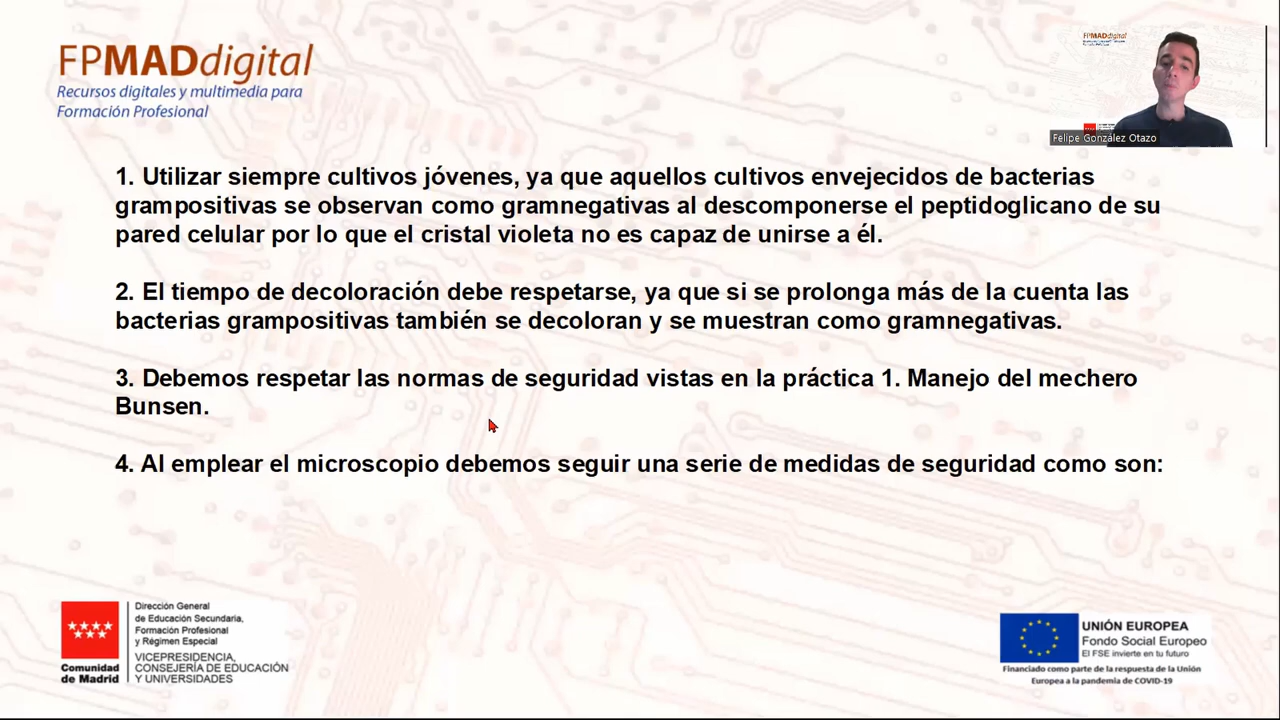 FPMADdigital
Recursos digitales y multimedia para
Formación Profesional
FPMADdigital
Felipe González Otazo
1. Utilizar siempre cultivos jóvenes, ya que aquellos cultivos envejecidos de bacterias
grampositivas se observan como gramnegativas al descomponerse el peptidoglicano de su
pared celular por lo que el cristal violeta no es capaz de unirse a él.
2. El tiempo de decoloración debe respetarse, ya que si se prolonga más de la cuenta las
bacterias grampositivas también se decoloran y se muestran como gramnegativas.
3. Debemos respetar las normas de seguridad vistas en la práctica 1. Manejo del mechero
Bunsen.
4. Al emplear el microscopio debemos seguir una serie de medidas de seguridad como son:
Comunidad
de Madrid
Dirección General
de Educación Secundaria,
Formación Profesional
y Régimen Especial
VICEPRESIDENCIA,
CONSEJERÍA DE EDUCACIÓN
Y UNIVERSIDADES
UNIÓN EUROPEA
Fondo Social Europeo
El FSE invierte en tu futuro
Financiado como parte de la respuesta de la Unión
Europea a la pandemia de COVID-19